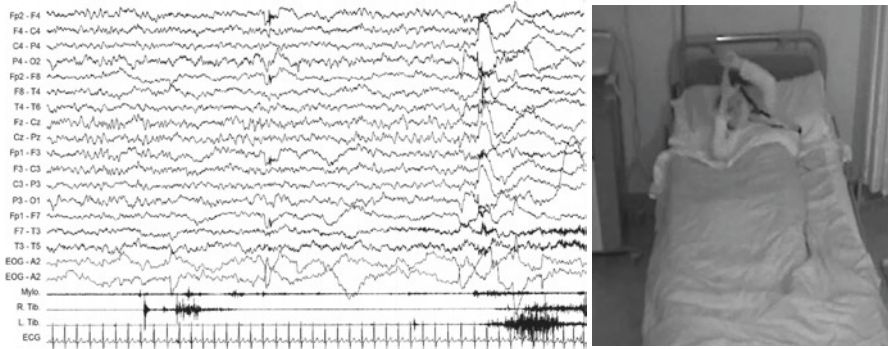 Fp2 - F4
F4 - C4
C4 - P4
P4 - O2
Fp2 - F8
F8 - T4
T4 - T6
Fz - Cz
Cz - Pz
Fp1 - F3
F3 - C3
C3 - P3
P3 - O1
Fp1 - F7
F7 - T3
T3 - T5
EOG - A2
EOG - A2
Mylo.
R. Tib.
L. Tib.
ECG